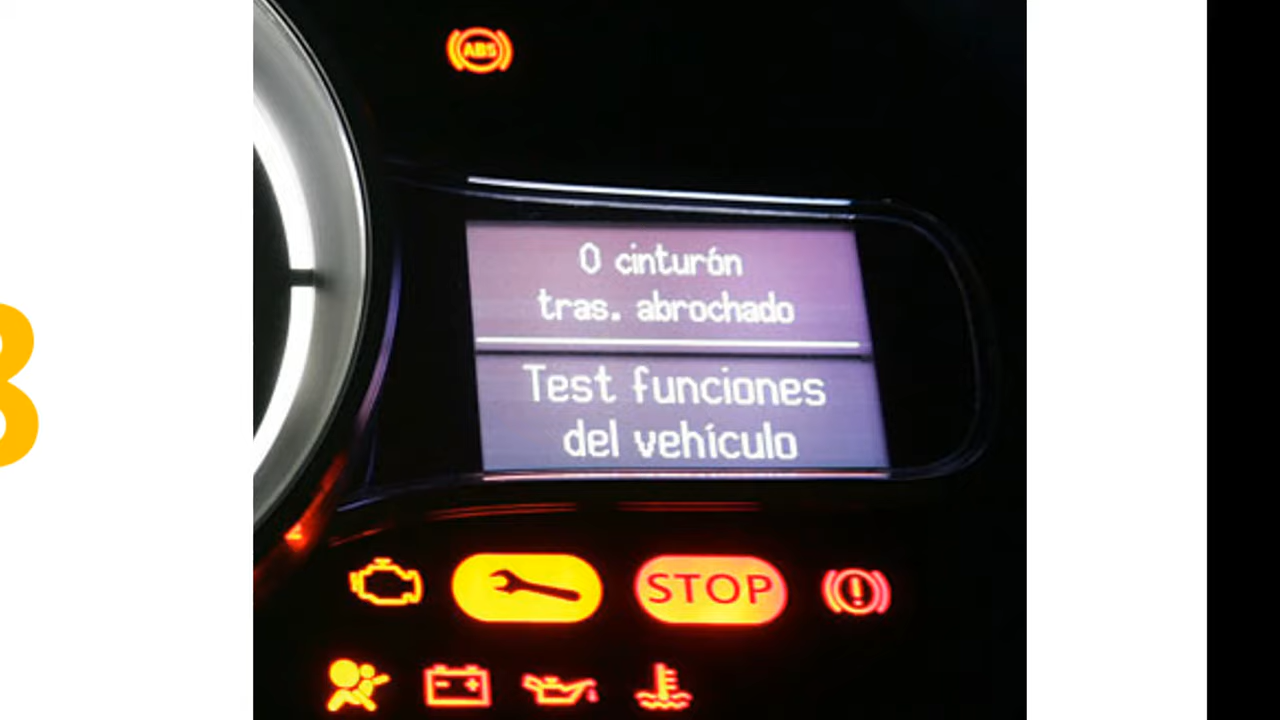 ABS
0 cinturón
tras. abrochado
Test funciones
del vehículo
STOP